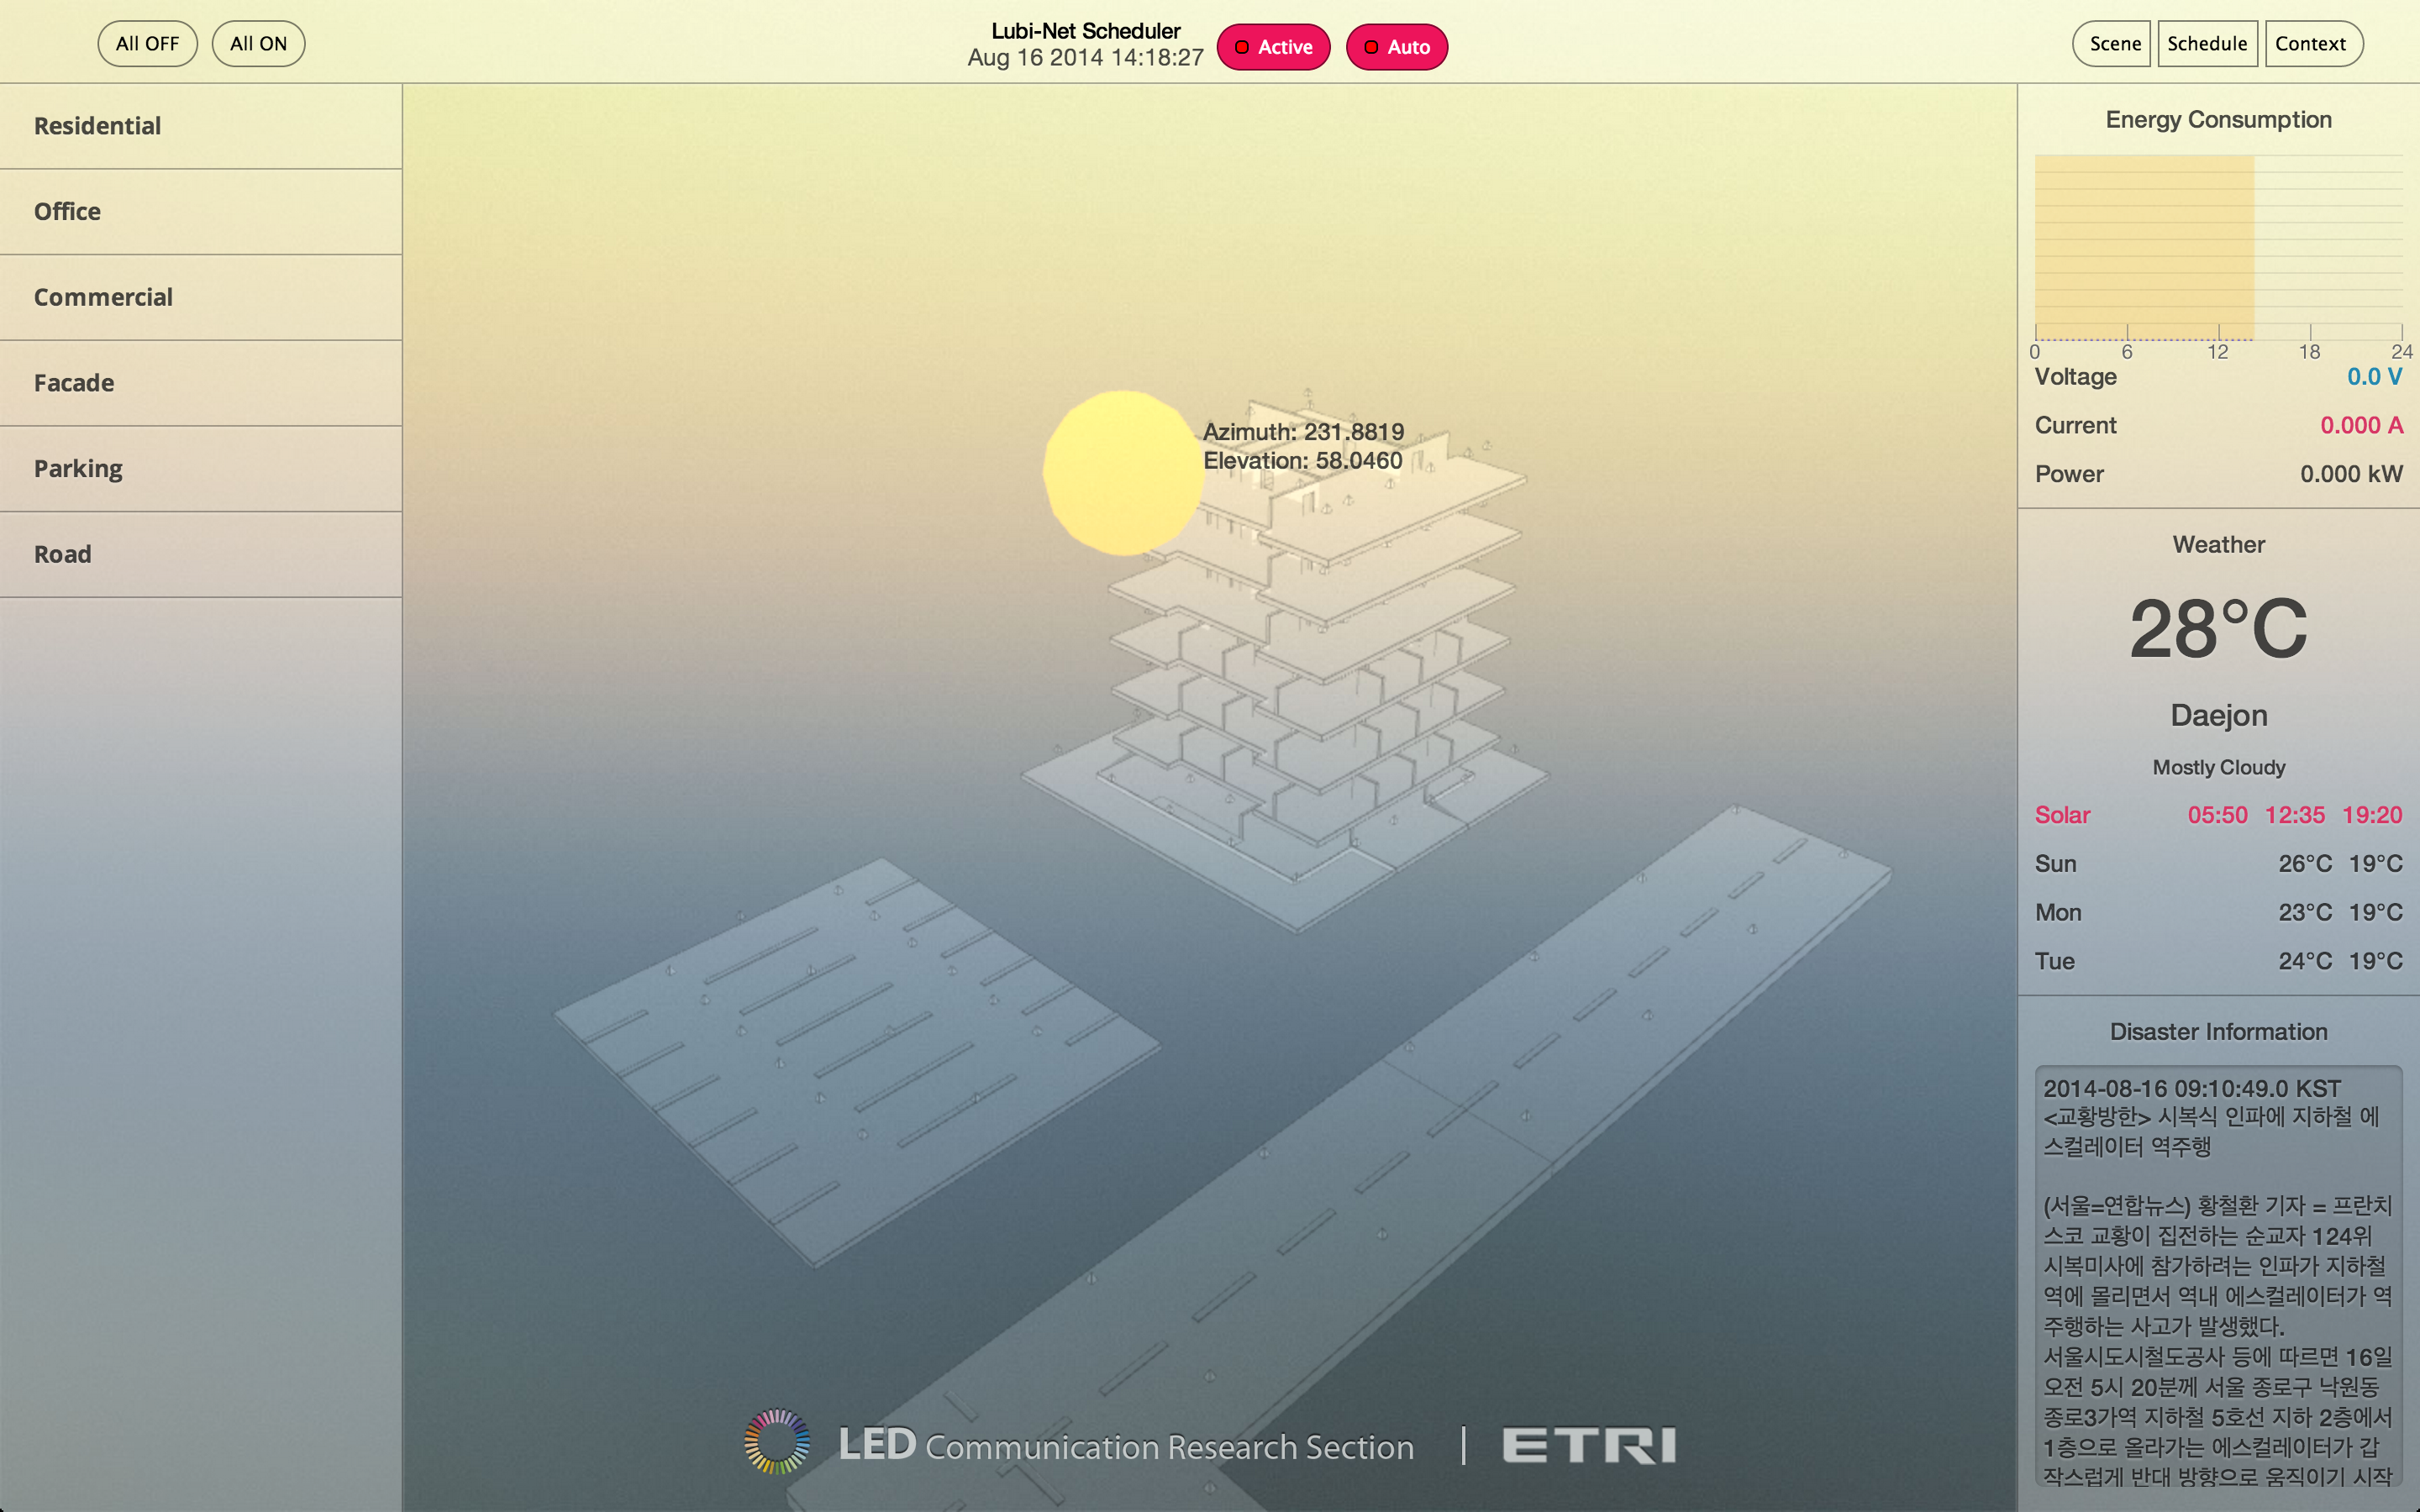 All OFF
All ON
Lubi-Net Scheduler
Aug 16 2014 14:18:27
Active
Auto
Scene
Schedule
Context
Residential
Office
Commercial
Facade
Parking
Road
Azimuth: 231.8819
Elevation: 58.0460
Energy Consumption
0 6 12 18 24
Voltage 0.0 V
Current 0.000 A
Power 0.000 kW
Weather
28°C
Daejon
Mostly Cloudy
Solar 05:50 12:35 19:20
Sun 26°C 19°C
Mon 23°C 19°C
Tue 24°C 19°C
Disaster Information
2014-08-16 09:10:49.0 KST
<교황방한> 시복식 인파에 지하철 에
스컬레이터 역주행
(서울=연합뉴스) 황철환 기자 = 프란치
스코 교황이 집전하는 순교자 124위
시복미사에 참가하려는 인파가 지하철
역에 몰리면서 역내 에스컬레이터가 역
주행하는 사고가 발생했다.
서울시도시철도공사 등에 따르면 16일
오전 5시 20분께 서울 종로구 낙원동
종로3가역 지하철 5호선 지하 2층에서
1층으로 올라가는 에스컬레이터가 갑
작스럽게 반대 방향으로 움직이기 시작
LED Communication Research Section | ETRI